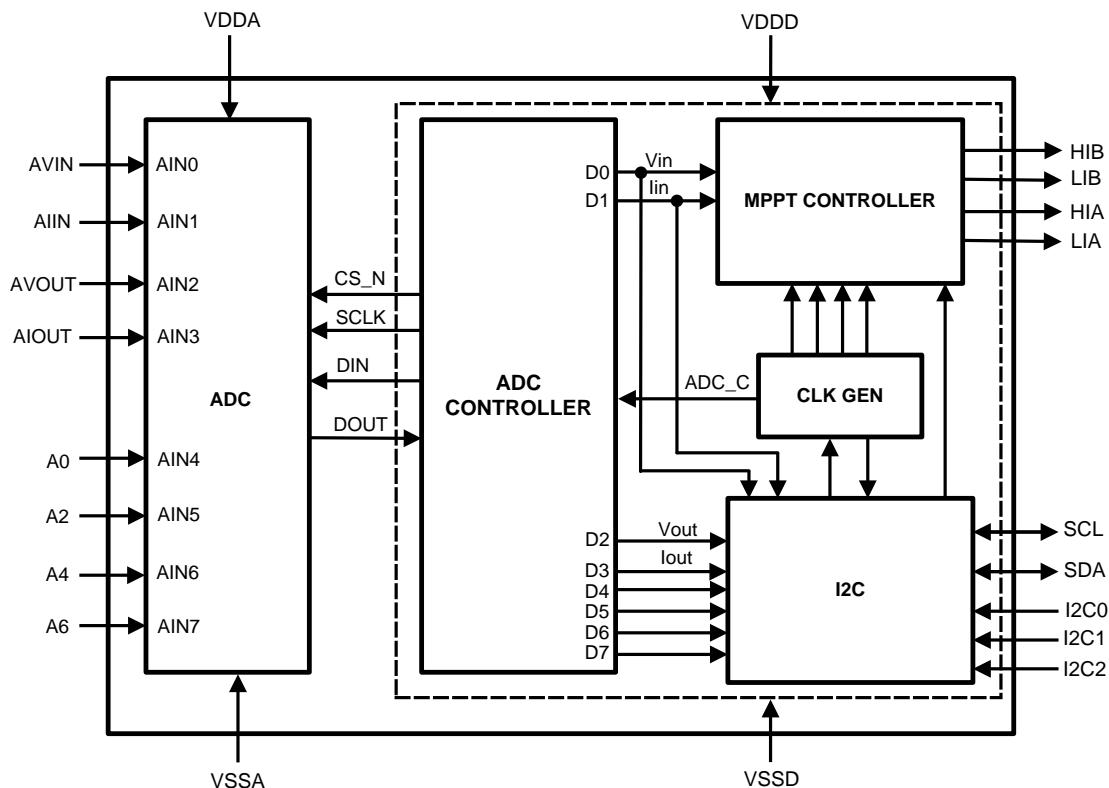 VDDA
VDDD
AVIN
AIIN
AVOUT
AIOUT
A0
A2
A4
A6
AIN0
AIN1
AIN2
AIN3
ADC
AIN4
AIN5
AIN6
AIN7
CS_N
SCLK
DIN
DOUT
ADC
CONTROLLER
D0
D1
Vin
Iin
MPPT CONTROLLER
HIB
LIB
HIA
LIA
ADC_C
CLK GEN
D2
D3
D4
D5
D6
D7
Vout
Iout
I2C
SCL
SDA
I2C0
I2C1
I2C2
VSSA
VSSD